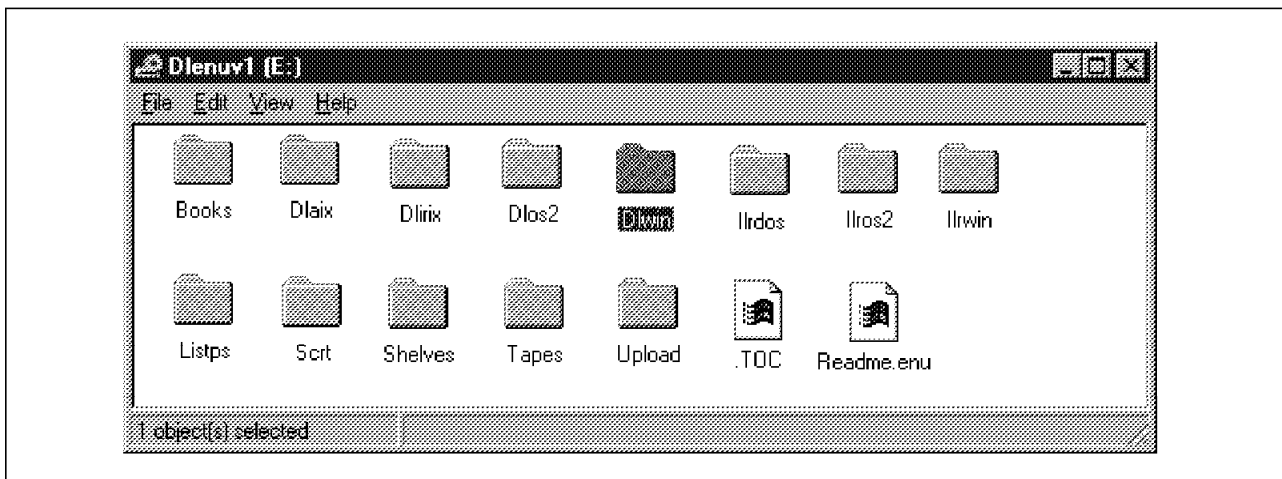 Dlenuv1 (E:)
File Edit View Help
Books Dlaix Dlirix Dlos2 Dlwin Ilrdos Ilros2 Ilrwin
Listps Scrt Shelves Tapes Upload .TOC Readme.enu
1 object(s) selected